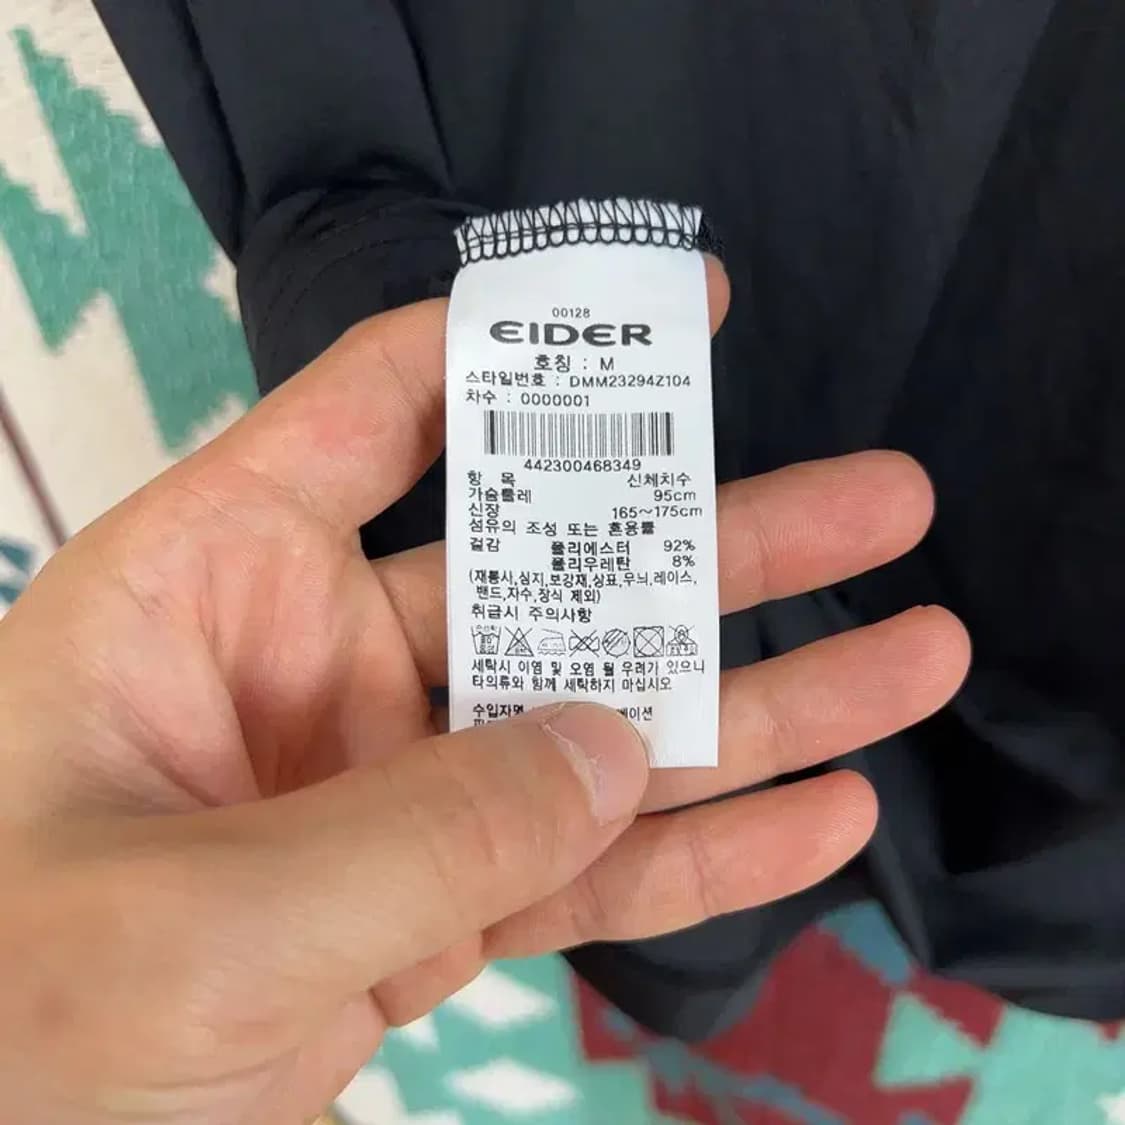 00128
EIDER
호칭 : M
스타일번호 : DMM23294Z104
차수 : 0000001
442300468349
항 목 신체치수
가슴둘레 95cm
신장 165~175cm
섬유의 조성 또는 혼용률
겉감 폴리에스터 92%
폴리우레탄 8%
(재봉사,심지,보강재,상표,무늬,레이스,
밴드,자수,장식 제외)
취급시 주의사항
세탁시 이염 및 오염 될 우려가 있으니
타의류와 함께 세탁하지 마십시오
수입자명